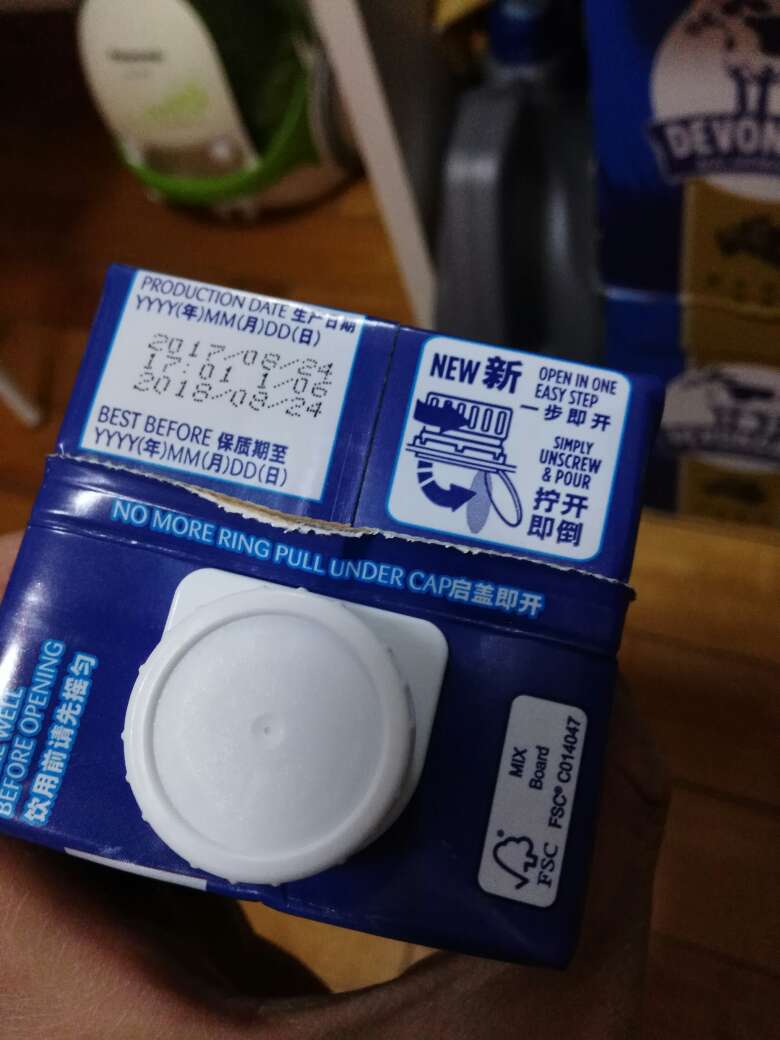 PRODUCTION DATE 生产日期
YYYY(年)MM(月)DD(日)
2017/08/24
17:01 1/06
2018/08/24
BEST BEFORE 保质期至
YYYY(年)MM(月)DD(日)
NEW 新
OPEN IN ONE
EASY STEP
一步即开
SIMPLY
UNSCREW
& POUR
拧开
即倒
NO MORE RING PULL UNDER CAP启盖即开
WELL
BEFORE OPENING
饮用前请先摇匀
MIX
Board
FSC® C014047
FSC
DEVON